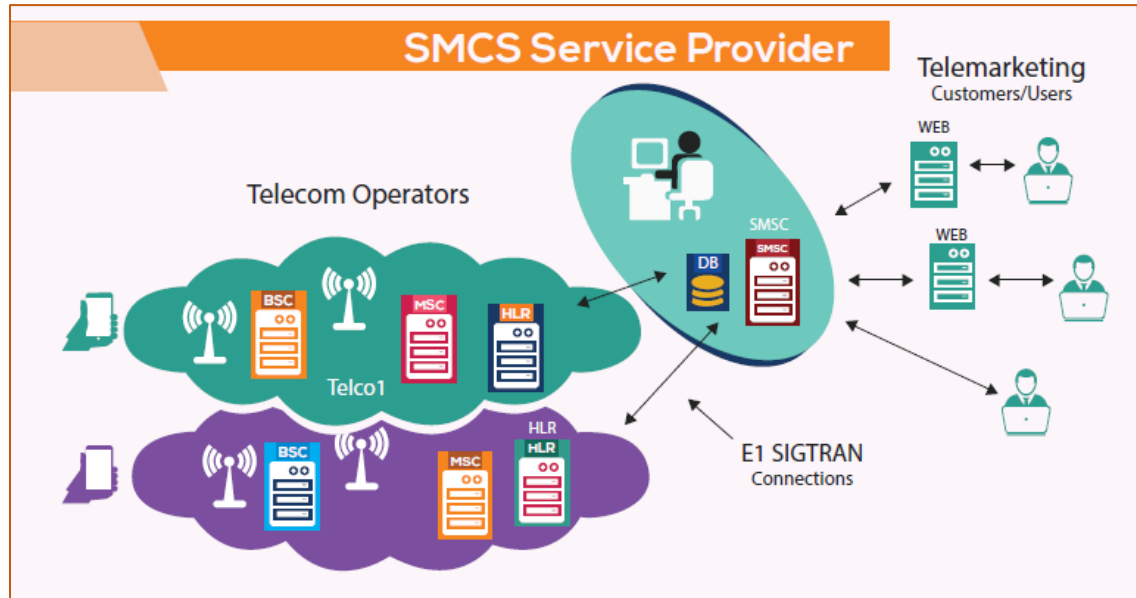 SMCS Service Provider
Telemarketing
Customers/Users
WEB
WEB
Telecom Operators
SMSC
SMSC
DB
BSC
MSC
HLR
Telco1
BSC
MSC
HLR
HLR
E1 SIGTRAN
Connections